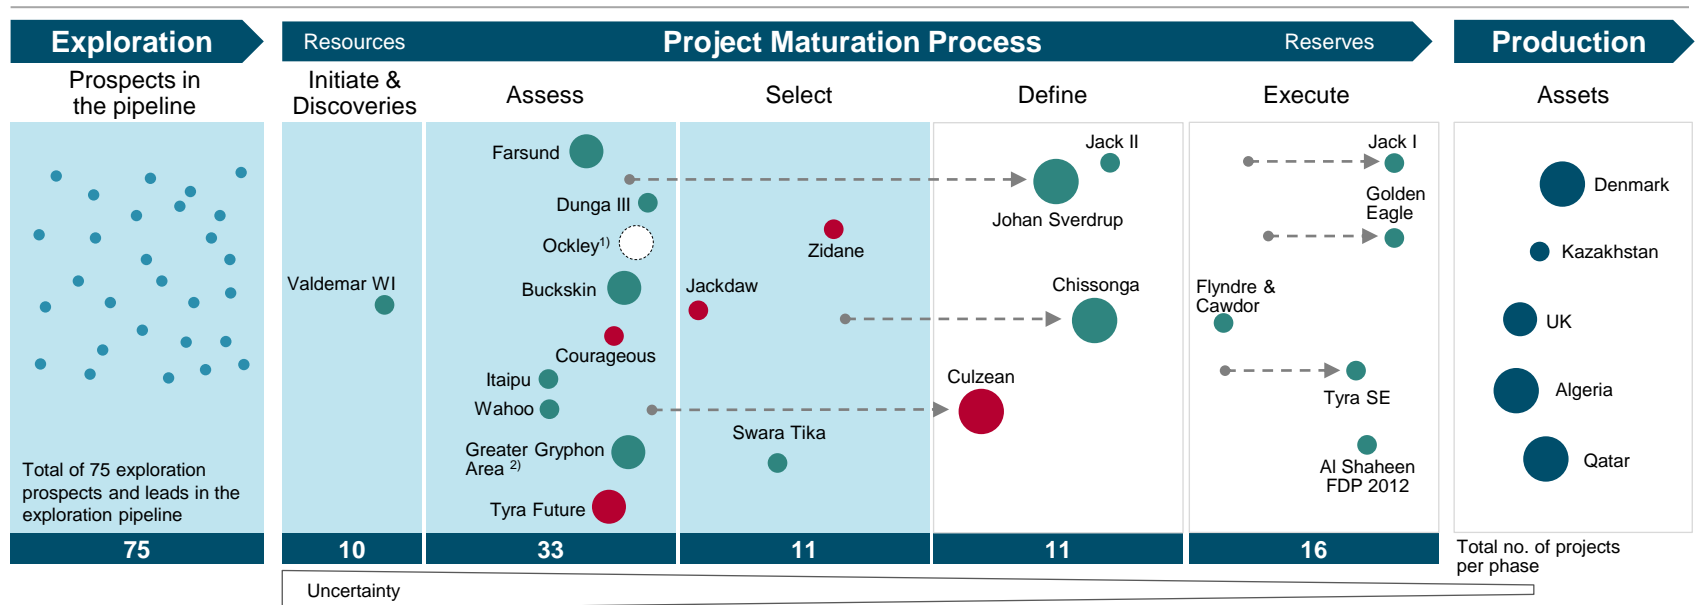 Exploration
Resources
Project Maturation Process
Reserves
Production
Prospects in
the pipeline
Initiate &
Discoveries
Assess
Select
Define
Execute
Assets
Total of 75 exploration
prospects and leads in the
exploration pipeline
Valdemar WI
Farsund
Dunga III
Ockley1)
Buckskin
Courageous
Itaipu
Wahoo
Greater Gryphon
Area 2)
Tyra Future
Zidane
Jackdaw
Swara Tika
Jack II
Johan Sverdrup
Chissonga
Culzean
Jack I
Golden
Eagle
Flyndre &
Cawdor
Tyra SE
Al Shaheen
FDP 2012
Denmark
Kazakhstan
UK
Algeria
Qatar
75
10
33
11
11
16
Total no. of projects
per phase
Uncertainty